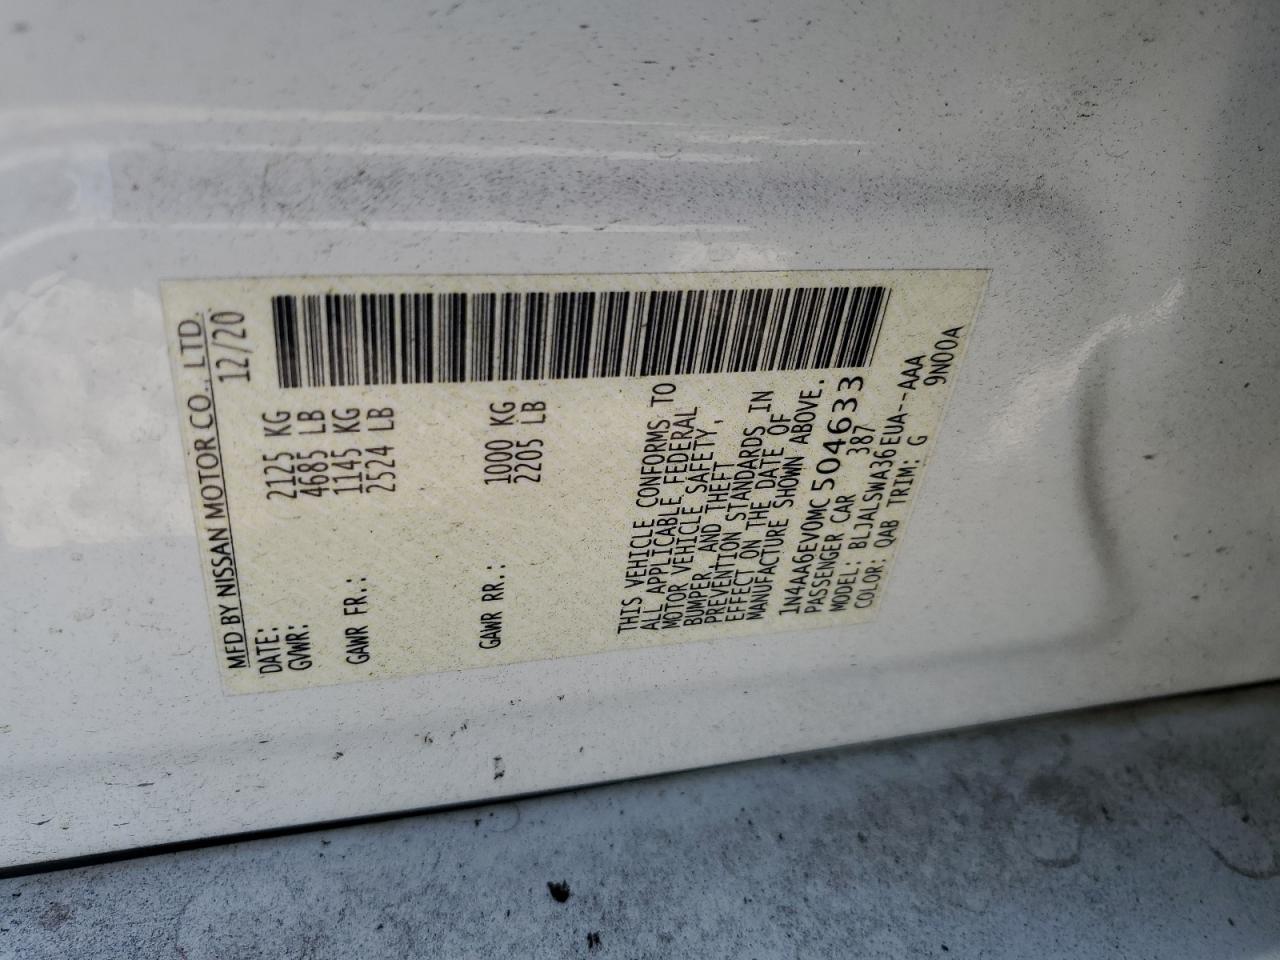 MFD BY NISSAN MOTOR CO., LTD.
DATE: 12/20
GVWR: 2125 KG
4685 LB
GAWR FR.: 1145 KG
2524 LB
GAWR RR.: 1000 KG
2205 LB
THIS VEHICLE CONFORMS TO
ALL APPLICABLE FEDERAL
MOTOR VEHICLE SAFETY,
BUMPER, AND THEFT
PREVENTION STANDARDS IN
EFFECT ON THE DATE OF
MANUFACTURE SHOWN ABOVE.
1N4AA6EV0MC504633
PASSENGER CAR 387
MODEL: BLJALSWA36EUA--AAA
COLOR: QAB TRIM: G 9N00A